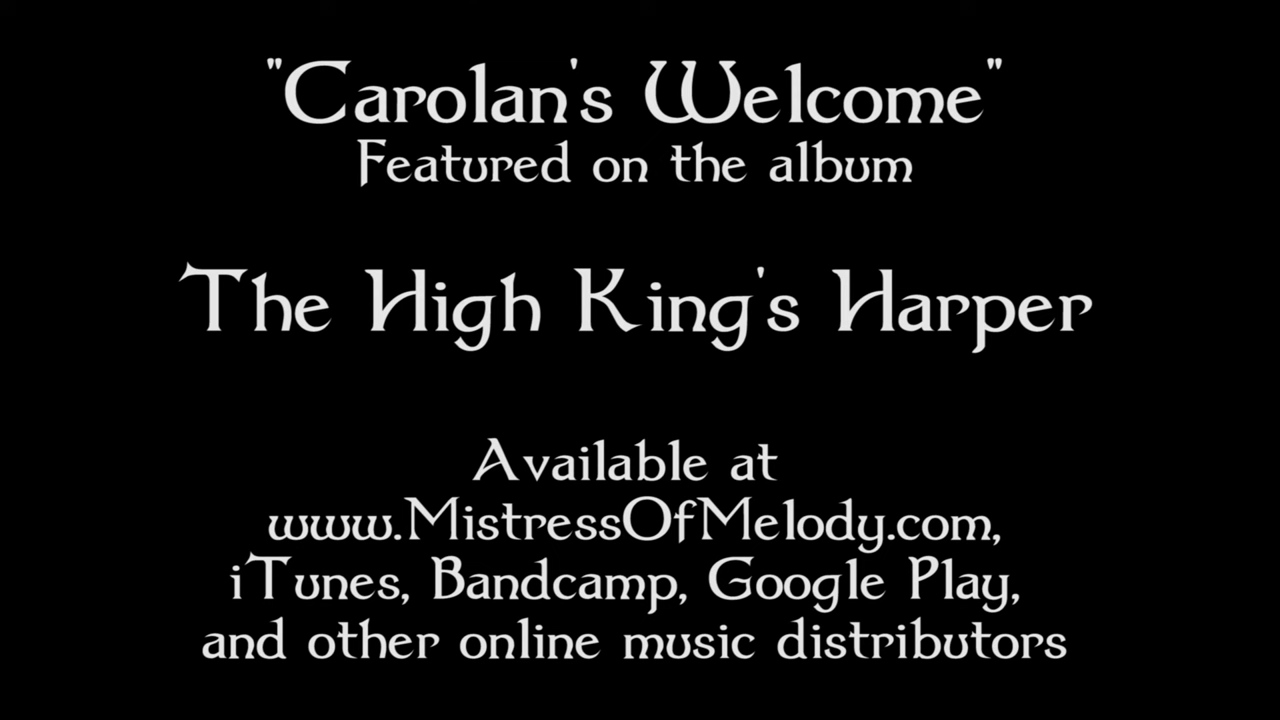 "Carolan's Welcome"
Featured on the album
The High King's Harper
Available at
www.MistressOfMelody.com,
iTunes, Bandcamp, Google Play,
and other online music distributors